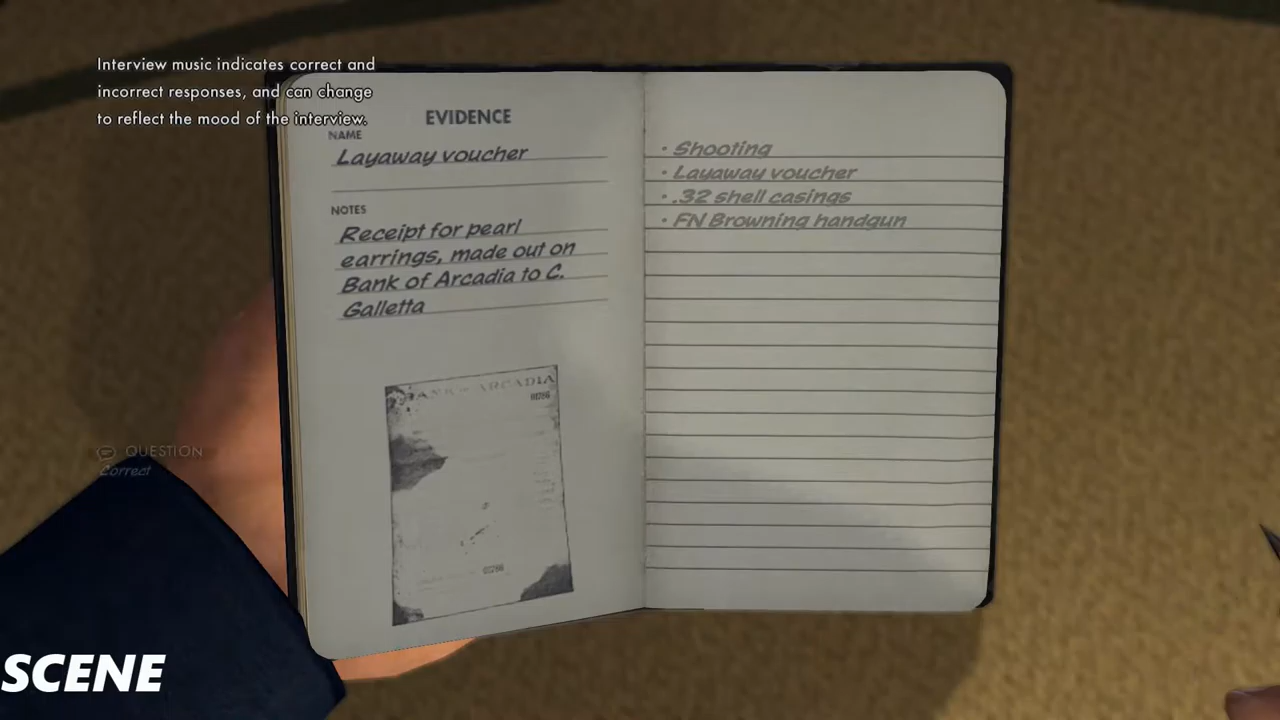 Interview music indicates correct and
incorrect responses, and can change
to reflect the mood of the interview.
EVIDENCE
NAME
Layaway voucher
NOTES
Receipt for pearl
earrings, made out on
Bank of Arcadia to C.
Galletta
BANK OF ARCADIA
01786
01786
• Shooting
• Layaway voucher
• .32 shell casings
• FN Browning handgun
QUESTION
Correct
SCENE